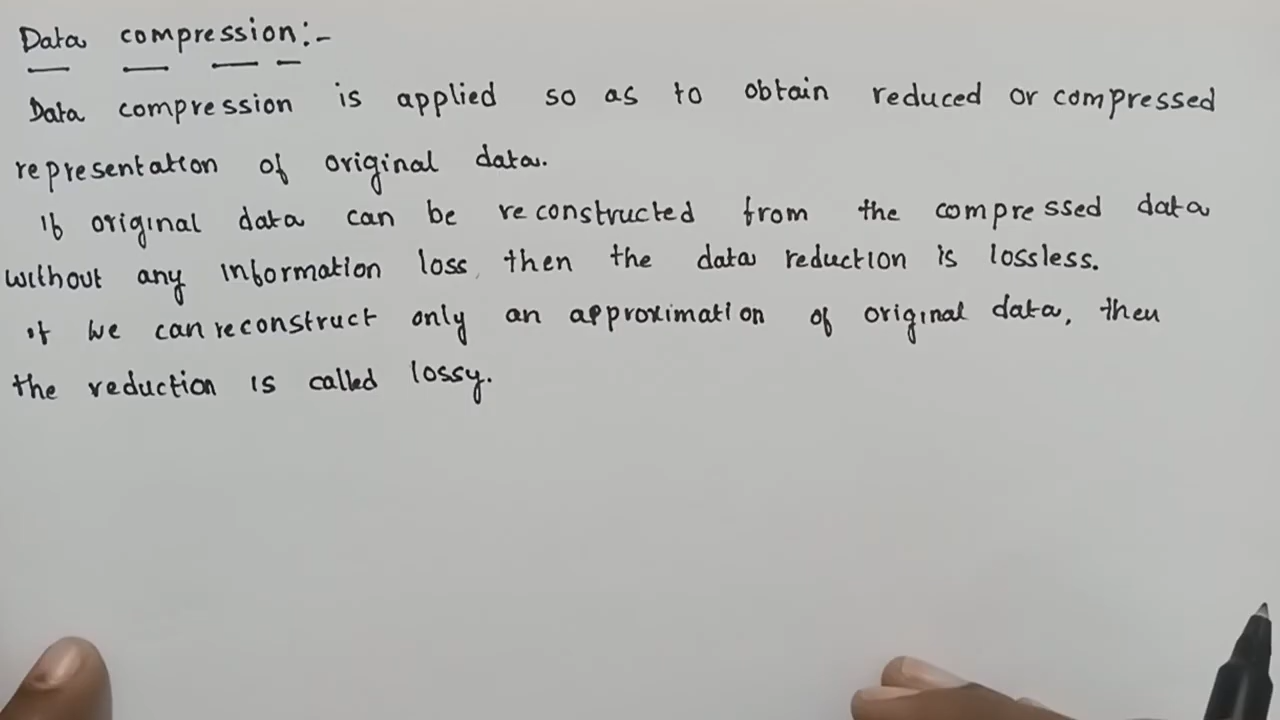 Data compression:-
Data compression is applied so as to obtain reduced or compressed
representation of original data.
If original data can be reconstructed from the compressed data
without any information loss, then the data reduction is lossless.
if we can reconstruct only an approximation of original data, then
the reduction is called lossy.